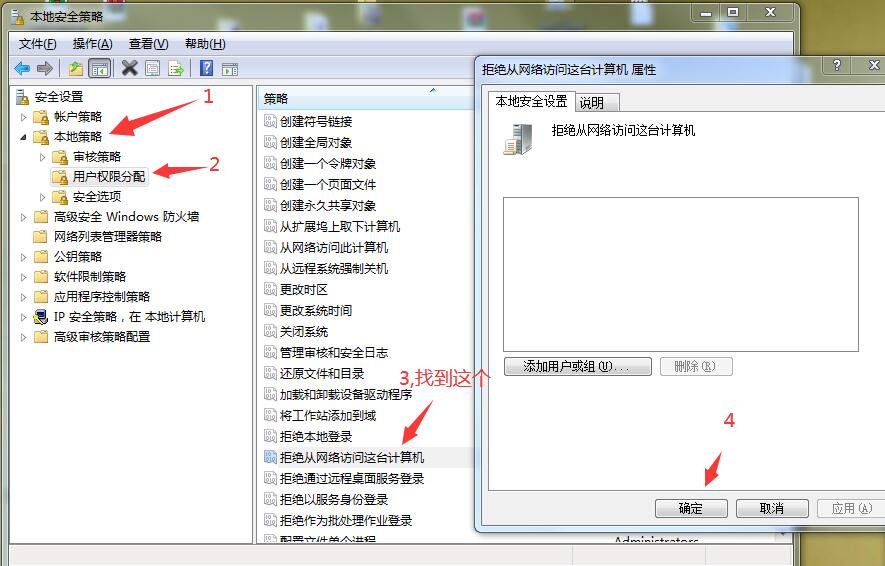 本地安全策略
文件(F) 操作(A) 查看(V) 帮助(H)
安全设置
帐户策略
本地策略
审核策略
用户权限分配
安全选项
高级安全 Windows 防火墙
网络列表管理器策略
公钥策略
软件限制策略
应用程序控制策略
IP 安全策略，在 本地计算机
高级审核策略配置
1
2
策略
创建符号链接
创建全局对象
创建一个令牌对象
创建一个页面文件
创建永久共享对象
从扩展坞上取下计算机
从网络访问此计算机
从远程系统强制关机
更改时区
更改系统时间
关闭系统
管理审核和安全日志
还原文件和目录
加载和卸载设备驱动程序
将工作站添加到域
拒绝本地登录
拒绝从网络访问这台计算机
拒绝通过远程桌面服务登录
拒绝以服务身份登录
拒绝作为批处理作业登录
配置文件单个进程
Administrators
3,找到这个
拒绝从网络访问这台计算机 属性
本地安全设置 说明
拒绝从网络访问这台计算机
添加用户或组(U)... 删除(R)
4
确定 取消 应用(A)